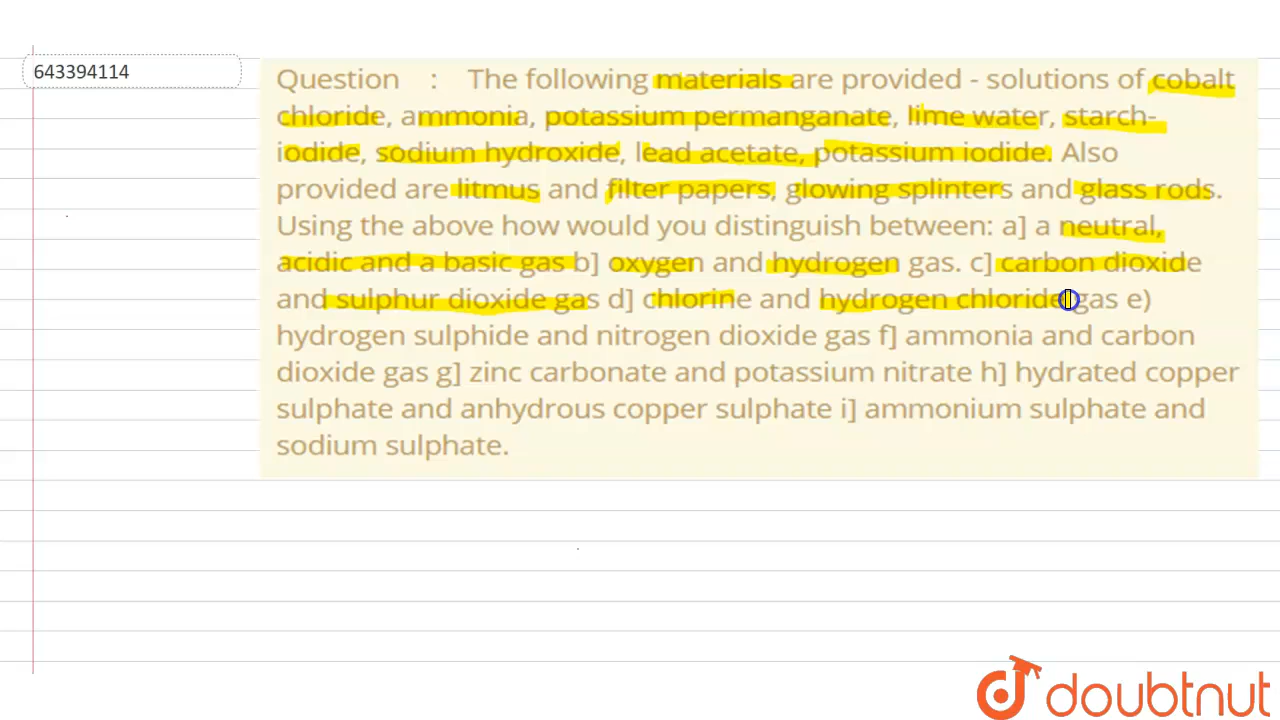 643394114
Question : The following materials are provided - solutions of cobalt
chloride, ammonia, potassium permanganate, lime water, starch-
iodide, sodium hydroxide, lead acetate, potassium iodide. Also
provided are litmus and filter papers, glowing splinters and glass rods.
Using the above how would you distinguish between: a] a neutral,
acidic and a basic gas b] oxygen and hydrogen gas. c] carbon dioxide
and sulphur dioxide gas d] chlorine and hydrogen chloride gas e)
hydrogen sulphide and nitrogen dioxide gas f] ammonia and carbon
dioxide gas g] zinc carbonate and potassium nitrate h] hydrated copper
sulphate and anhydrous copper sulphate i] ammonium sulphate and
sodium sulphate.
doubtnut